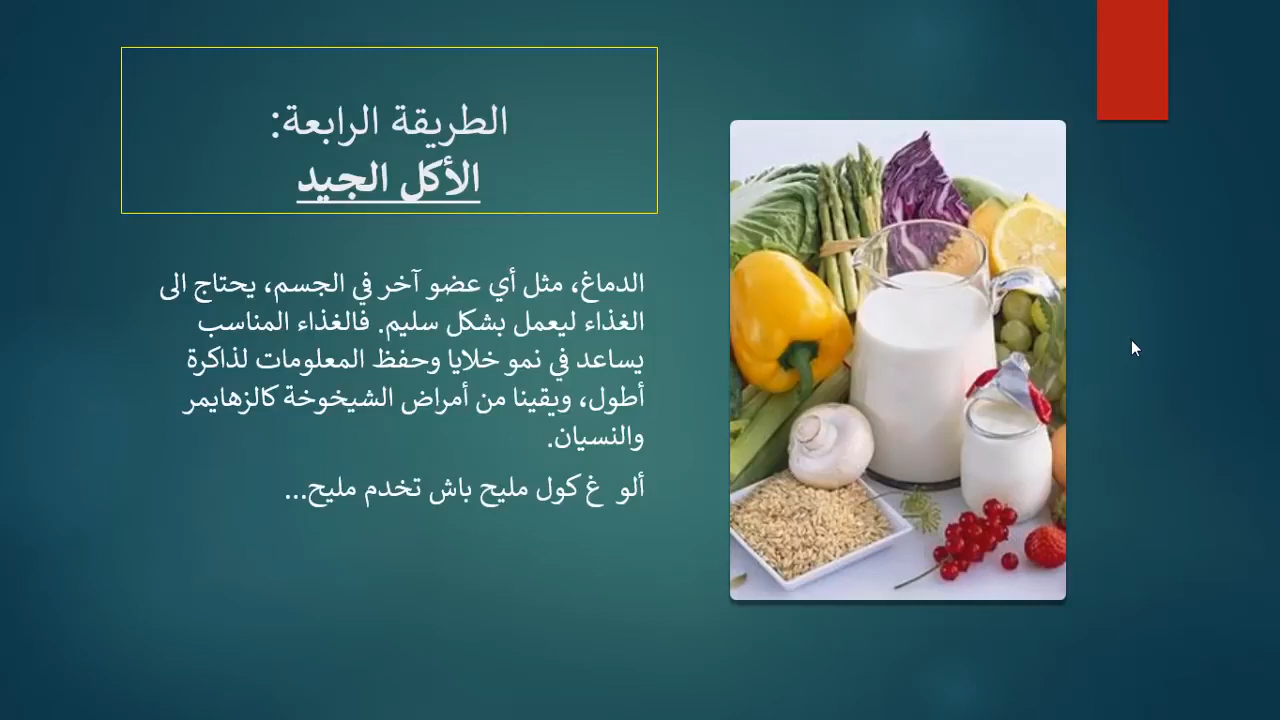 الطريقة الرابعة:
الأكل الجيد
الدماغ، مثل أي عضو آخر في الجسم، يحتاج الى
الغذاء ليعمل بشكل سليم. فالغذاء المناسب
يساعد في نمو خلايا وحفظ المعلومات لذاكرة
أطول، ويقينا من أمراض الشيخوخة كالزهايمر
والنسيان.
ألو غ كول مليح باش تخدم مليح...